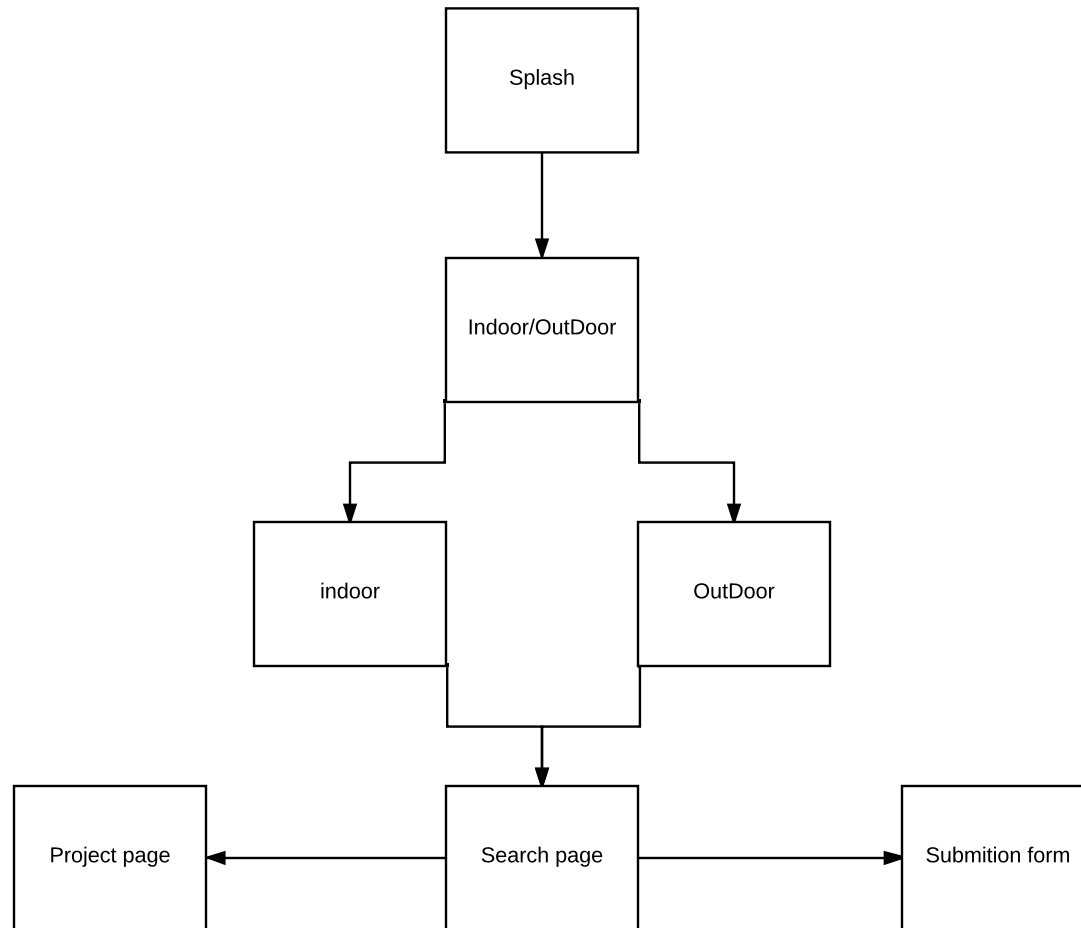 Splash
Indoor/OutDoor
indoor
OutDoor
Project page
Search page
Submition form